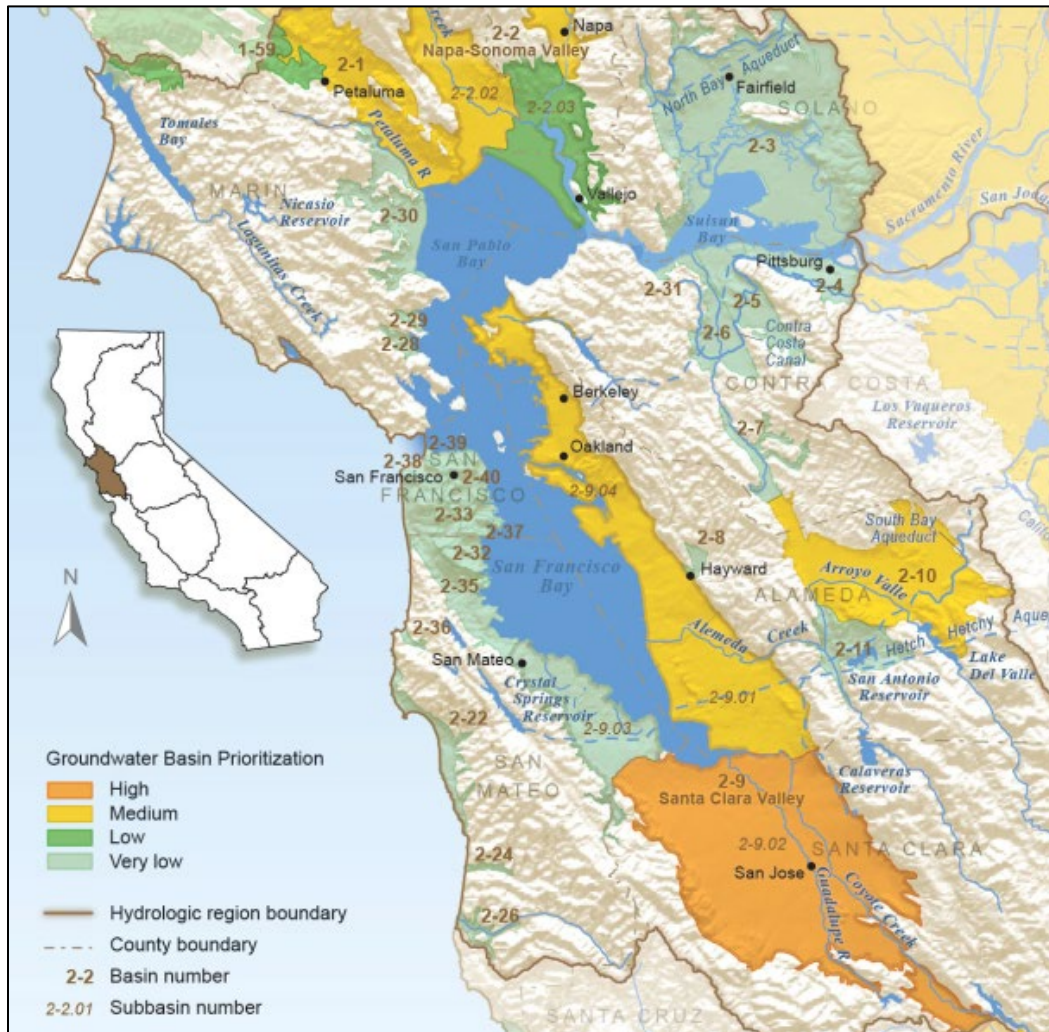 Napa
2-2
Creek
Napa-Sonoma Valley
1-59
2-1
Petaluma
2-2.02
2-2.03
North Bay Aqueduct
Fairfield
SOLANO
Tomales
Bay
Petaluma R
2-3
Sacramento River
MARIN
Nicasio
Reservoir
Vallejo
San Joaq
2-30
Suisun
Bay
Lagunitas Creek
San Pablo
Bay
Pittsburg
2-4
2-31
2-5
2-29
2-6
Contra
Costa
Canal
2-28
CONTRA COSTA
Berkeley
Los Vaqueros
Reservoir
2-7
2-39
Oakland
2-38
SAN
San Francisco
2-40
FRANCISCO
2-9.04
2-33
South Bay
Aqueduct
2-37
2-8
Califo
2-32
San Francisco
Bay
Hayward
Arroyo Valle
2-10
2-35
ALAMEDA
N
2-36
Alemeda
Creek
Hetch Hetchy Aque
2-11
San Mateo
Lake
Del Valle
Crystal
Springs
Reservoir
2-9.01
San Antonio
Reservoir
2-22
2-9.03
Groundwater Basin Prioritization
SAN
MATEO
Calaveras
Reservoir
High
2-9
Medium
Santa Clara Valley
Low
2-9.02
SANTA CLARA
Very low
2-24
San Jose
Guadalupe R
Coyote Creek
Hydrologic region boundary
2-26
County boundary
2-2 Basin number
2-2.01 Subbasin number
SANTA CRUZ